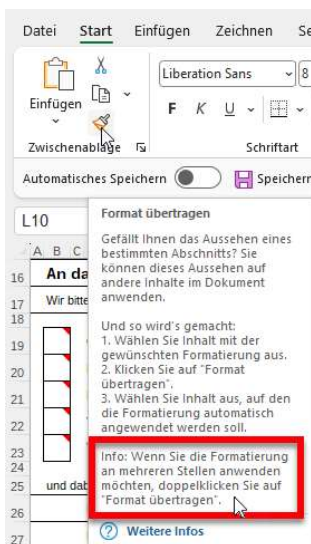 Datei Start Einfügen Zeichnen Se
Liberation Sans 8
Einfügen
F K U
Zwischenablage Schriftart
Automatisches Speichern Speichern
L10
Format übertragen
Gefällt Ihnen das Aussehen eines
bestimmten Abschnitts? Sie
können dieses Aussehen auf
andere Inhalte im Dokument
anwenden.
Und so wird's gemacht:
1. Wählen Sie Inhalt mit der
gewünschten Formatierung aus.
2. Klicken Sie auf "Format
übertragen".
3. Wählen Sie Inhalt aus, auf den
die Formatierung automatisch
angewendet werden soll.
Info: Wenn Sie die Formatierung
an mehreren Stellen anwenden
möchten, doppelklicken Sie auf
"Format übertragen".
? Weitere Infos
A B C
16 An da
17 Wir bitte
18
19
20
21
22
23
24
25 und dab
26
27